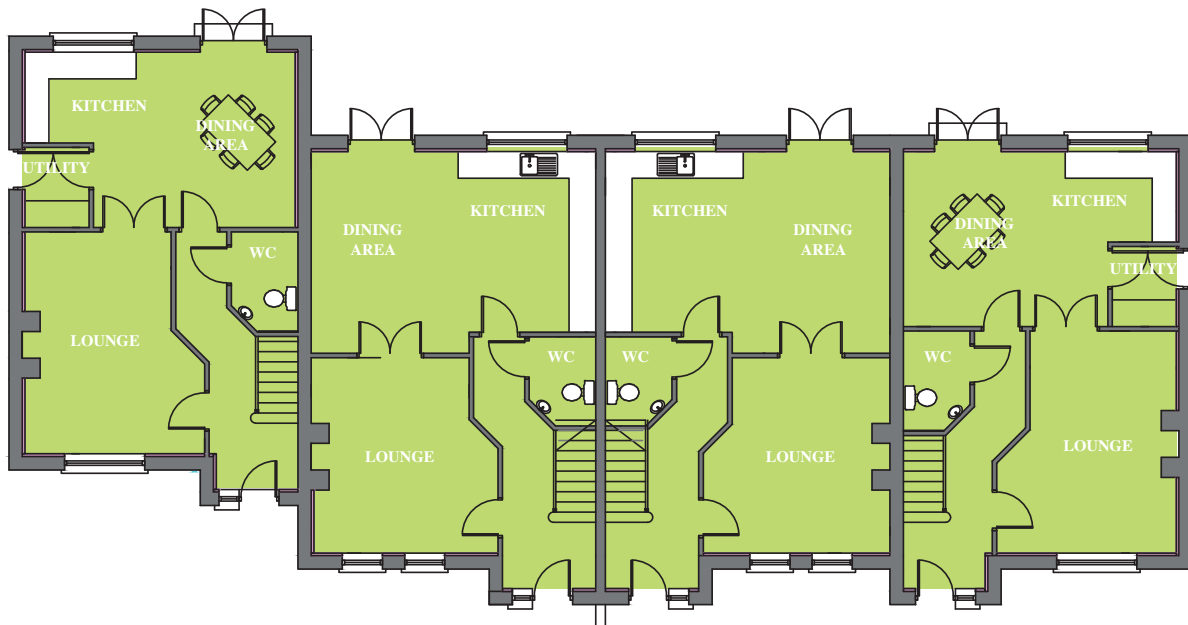 KITCHEN
DINING
AREA
UTILITY
WC
LOUNGE
KITCHEN
DINING
AREA
WC
LOUNGE
KITCHEN
DINING
AREA
WC
LOUNGE
KITCHEN
DINING
AREA
UTILITY
WC
LOUNGE